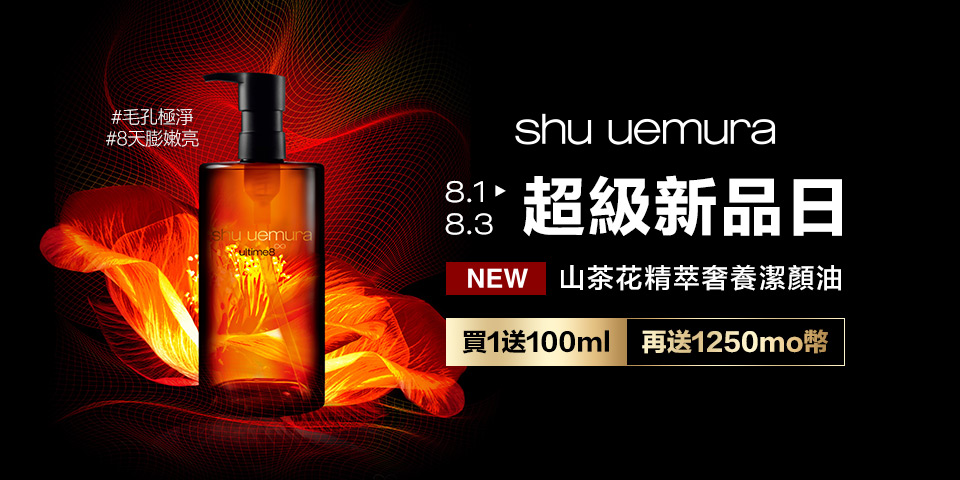 #毛孔極淨
#8天膨嫩亮
shu uemura
ultime8∞
shu uemura
8.1▸
8.3
超級新品日
NEW 山茶花精萃奢養潔顏油
買1送100ml 再送1250mo幣